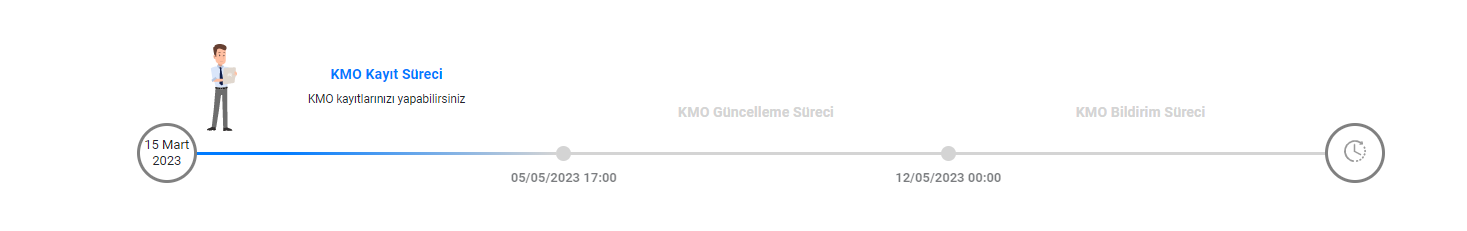 KMO Kayıt Süreci
KMO kayıtlarınızı yapabilirsiniz
KMO Güncelleme Süreci
KMO Bildirim Süreci
15 Mart
2023
05/05/2023 17:00
12/05/2023 00:00